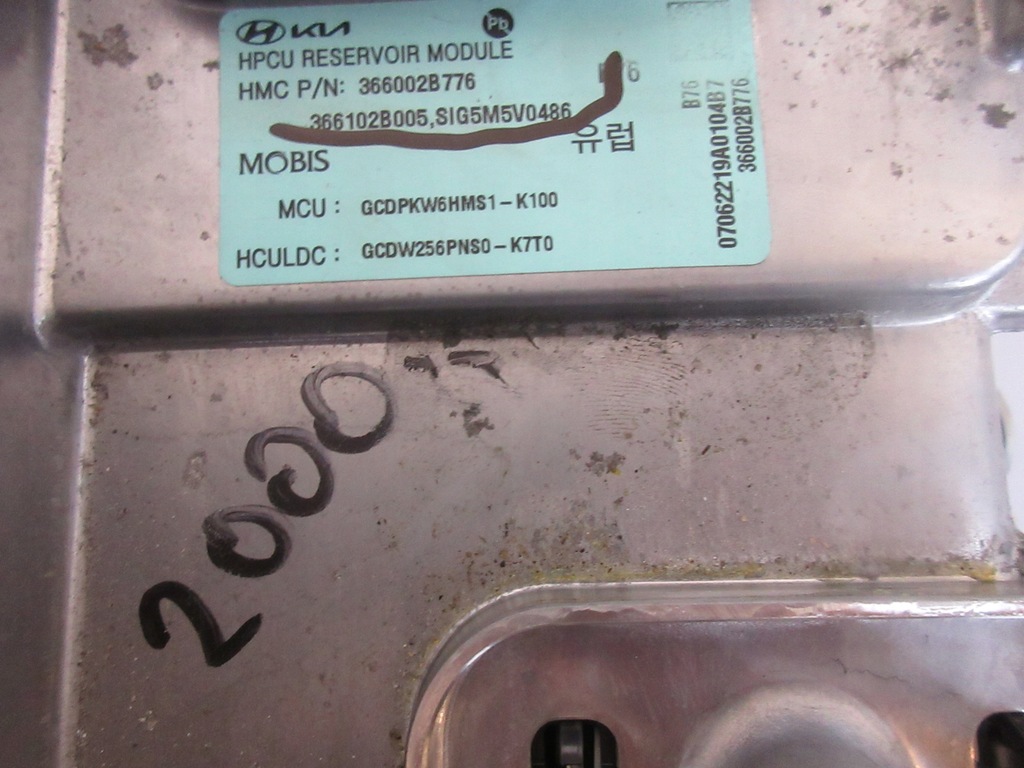 KIA Pb
HPCU RESERVOIR MODULE
HMC P/N: 366002B776
B76
366102B005,SIG5M5V0486
유럽
MOBIS
MCU : GCDPKW6HMS1-K100
HCULDC : GCDW256PNS0-K7T0
B76
07062219A0104B7
366002B776
2000--